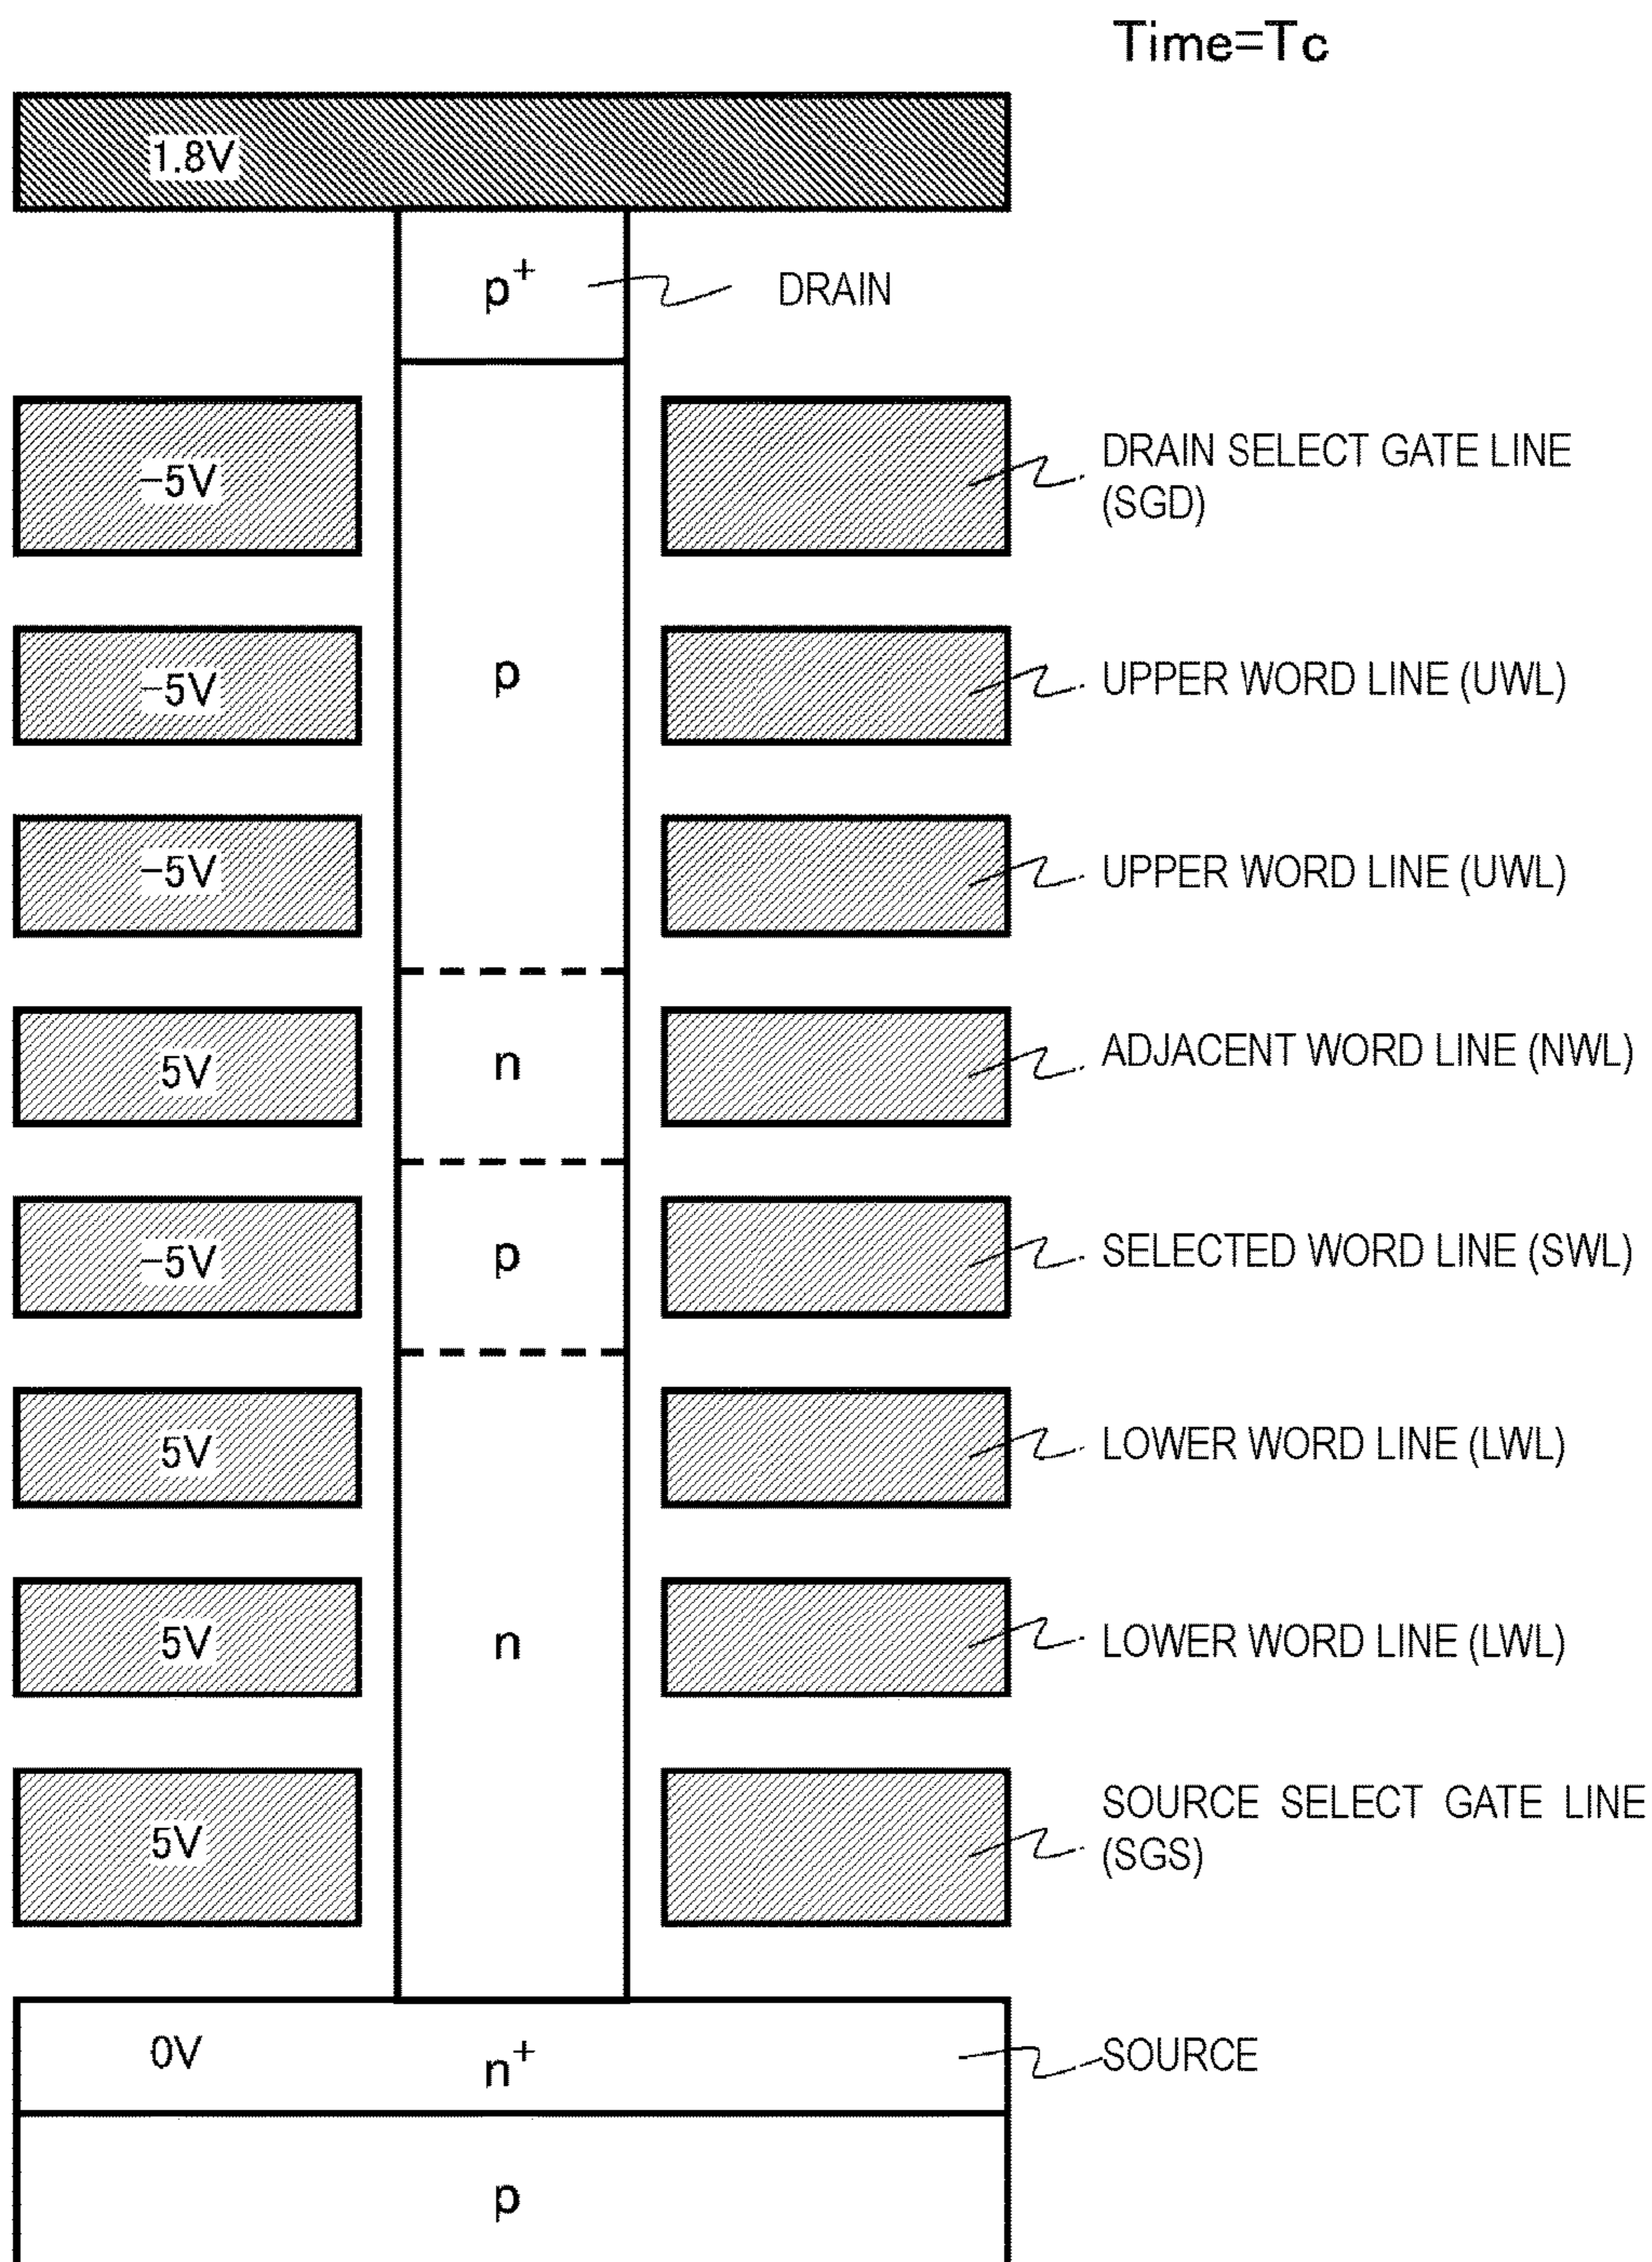 Time=Tc
1.8V
p+
DRAIN
-5V
DRAIN SELECT GATE LINE
(SGD)
-5V
p
UPPER WORD LINE (UWL)
-5V
UPPER WORD LINE (UWL)
5V
n
ADJACENT WORD LINE (NWL)
-5V
p
SELECTED WORD LINE (SWL)
5V
LOWER WORD LINE (LWL)
5V
n
LOWER WORD LINE (LWL)
5V
SOURCE SELECT GATE LINE
(SGS)
0V
n+
SOURCE
p